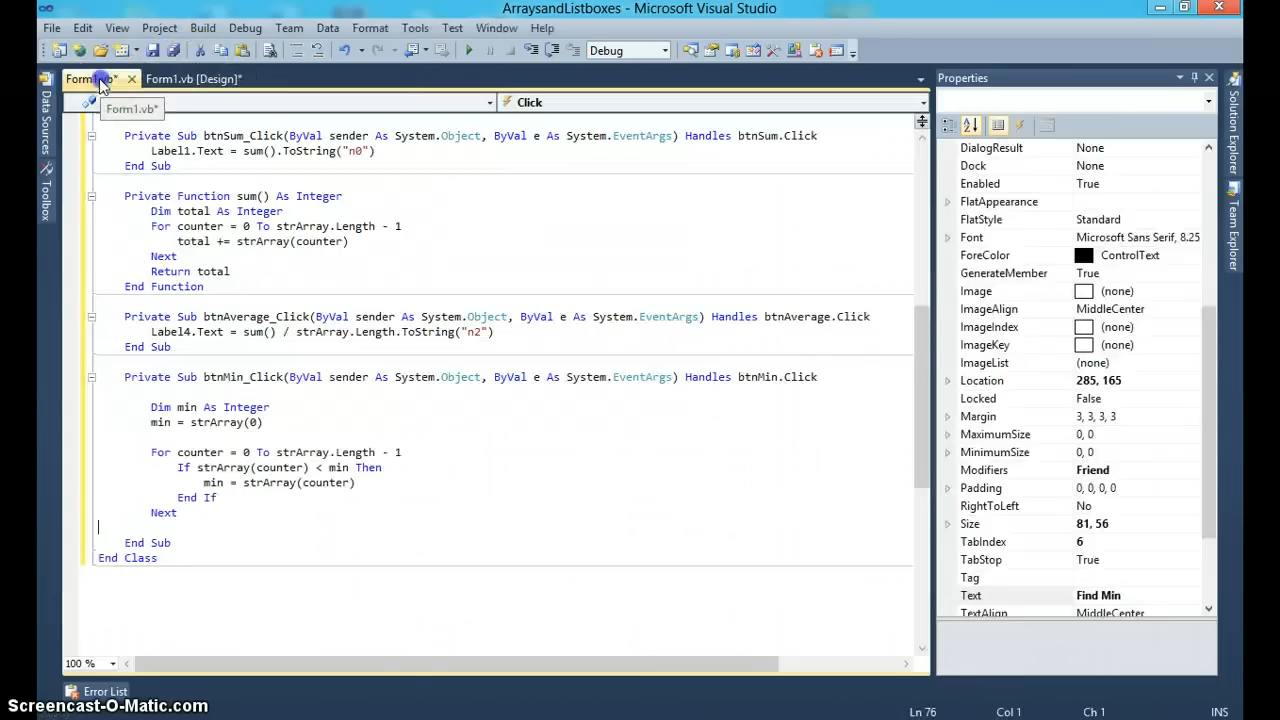 ArraysandListboxes - Microsoft Visual Studio
File Edit View Project Build Debug Team Data Format Tools Test Window Help
Debug
Form1.vb* Form1.vb [Design]*
Form1.vb*
Click
Private Sub btnSum_Click(ByVal sender As System.Object, ByVal e As System.EventArgs) Handles btnSum.Click
Label1.Text = sum().ToString("n0")
End Sub
Private Function sum() As Integer
Dim total As Integer
For counter = 0 To strArray.Length - 1
total += strArray(counter)
Next
Return total
End Function
Private Sub btnAverage_Click(ByVal sender As System.Object, ByVal e As System.EventArgs) Handles btnAverage.Click
Label4.Text = sum() / strArray.Length.ToString("n2")
End Sub
Private Sub btnMin_Click(ByVal sender As System.Object, ByVal e As System.EventArgs) Handles btnMin.Click
Dim min As Integer
min = strArray(0)
For counter = 0 To strArray.Length - 1
If strArray(counter) < min Then
min = strArray(counter)
End If
Next
End Sub
End Class
100 %
Data Sources
Toolbox
Properties
DialogResult None
Dock None
Enabled True
FlatAppearance
FlatStyle Standard
Font Microsoft Sans Serif, 8.25
ForeColor ControlText
GenerateMember True
Image (none)
ImageAlign MiddleCenter
ImageIndex (none)
ImageKey (none)
ImageList (none)
Location 285, 165
Locked False
Margin 3, 3, 3, 3
MaximumSize 0, 0
MinimumSize 0, 0
Modifiers Friend
Padding 0, 0, 0, 0
RightToLeft No
Size 81, 56
TabIndex 6
TabStop True
Tag
Text Find Min
TextAlign MiddleCenter
Solution Explorer
Team Explorer
Error List
Screencast-O-Matic.com
Ln 76 Col 1 Ch 1 INS